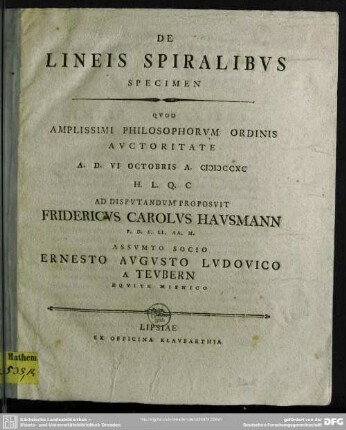 DE
LINEIS SPIRALIBVS
SPECIMEN
QVOD
AMPLISSIMI PHILOSOPHORVM ORDINIS
AVCTORITATE
A. D. VI OCTOBRIS A. CIƆIƆCCXC
H. L. Q. C
AD DISPVTANDVM PROPOSVIT
FRIDERICVS CAROLVS HAVSMANN
ASSVMTO SOCIO
ERNESTO AVGVSTO LVDOVICO
A TEVBERN
EQVITE MISNICO
LIPSIAE
EX OFFICINA KLAVBARTHIA
Mathem